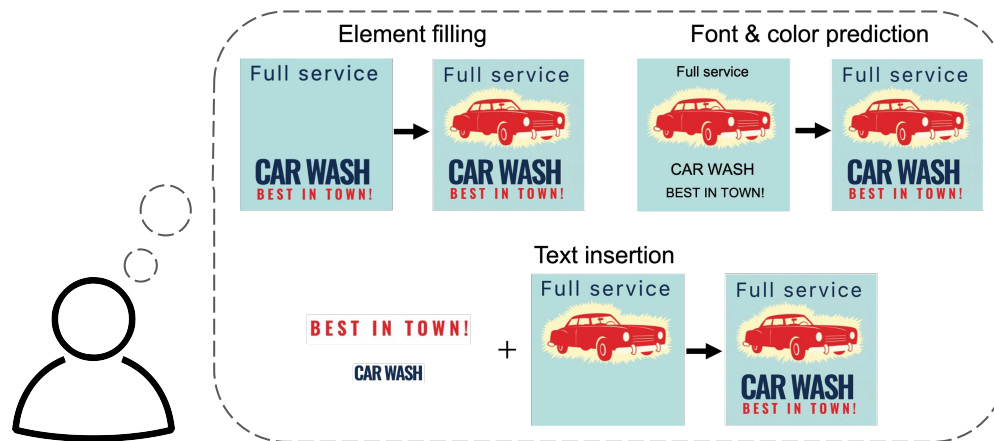 Element filling
Full service
CAR WASH
BEST IN TOWN!
Full service
CAR WASH
BEST IN TOWN!
Font & color prediction
Full service
CAR WASH
BEST IN TOWN!
Full service
CAR WASH
BEST IN TOWN!
Text insertion
BEST IN TOWN!
CAR WASH
+
Full service
Full service
CAR WASH
BEST IN TOWN!